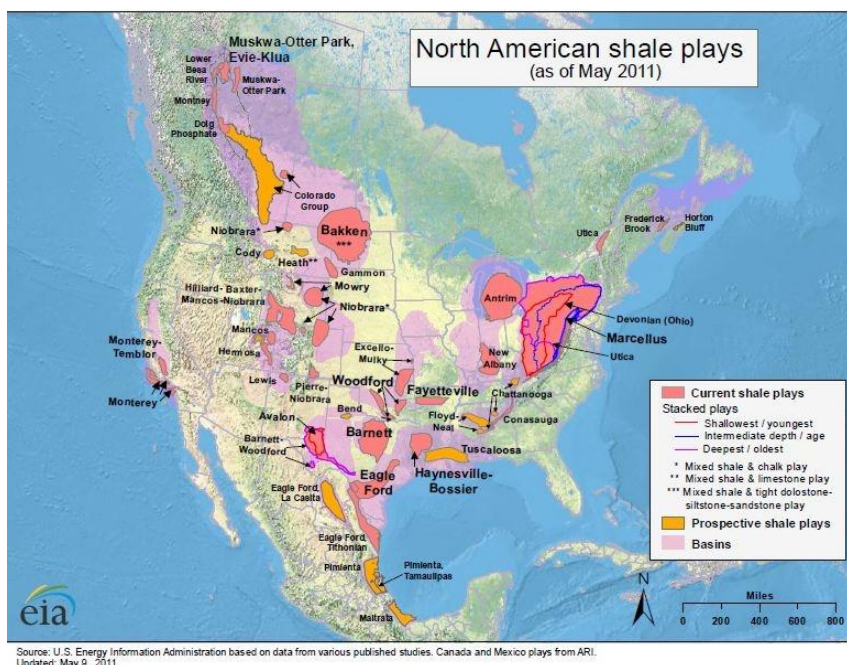 North American shale plays
(as of May 2011)
Muskwa-Otter Park,
Evie-Klua
Lower
Besa
River
Muskwa-
Otter Park
Montney
Doig
Phosphate
Colorado
Group
Niobrara*
Bakken
***
Cody
Heath**
Gammon
Mowry
Hilliard-Baxter-
Mancos-Niobrara
Niobrara*
Utica
Frederick
Brook
Horton
Bluff
Antrim
Devonian (Ohio)
Marcellus
Utica
Monterey-
Temblor
Mancos
Hermosa
Excello-
Mulky
New
Albany
Lewis
Pierre-
Niobrara
Woodford
Fayetteville
Chattanooga
Monterey
Bend
Floyd-
Neal
Conasauga
Avalon
Barnett
Tuscaloosa
Barnett-
Woodford
Haynesville-
Bossier
Eagle
Ford
Eagle Ford,
La Casita
Eagle Ford,
Tithonian
Pimienta
Pimienta,
Tamaulipas
Maltrata
Current shale plays
Stacked plays
Shallowest / youngest
Intermediate depth / age
Deepest / oldest
* Mixed shale & chalk play
** Mixed shale & limestone play
*** Mixed shale & tight dolostone-
siltstone-sandstone play
Prospective shale plays
Basins
N
Miles
0 200 400 600 800
eia
Source: U.S. Energy Information Administration based on data from various published studies. Canada and Mexico plays from ARI.
Updated: May 9, 2011